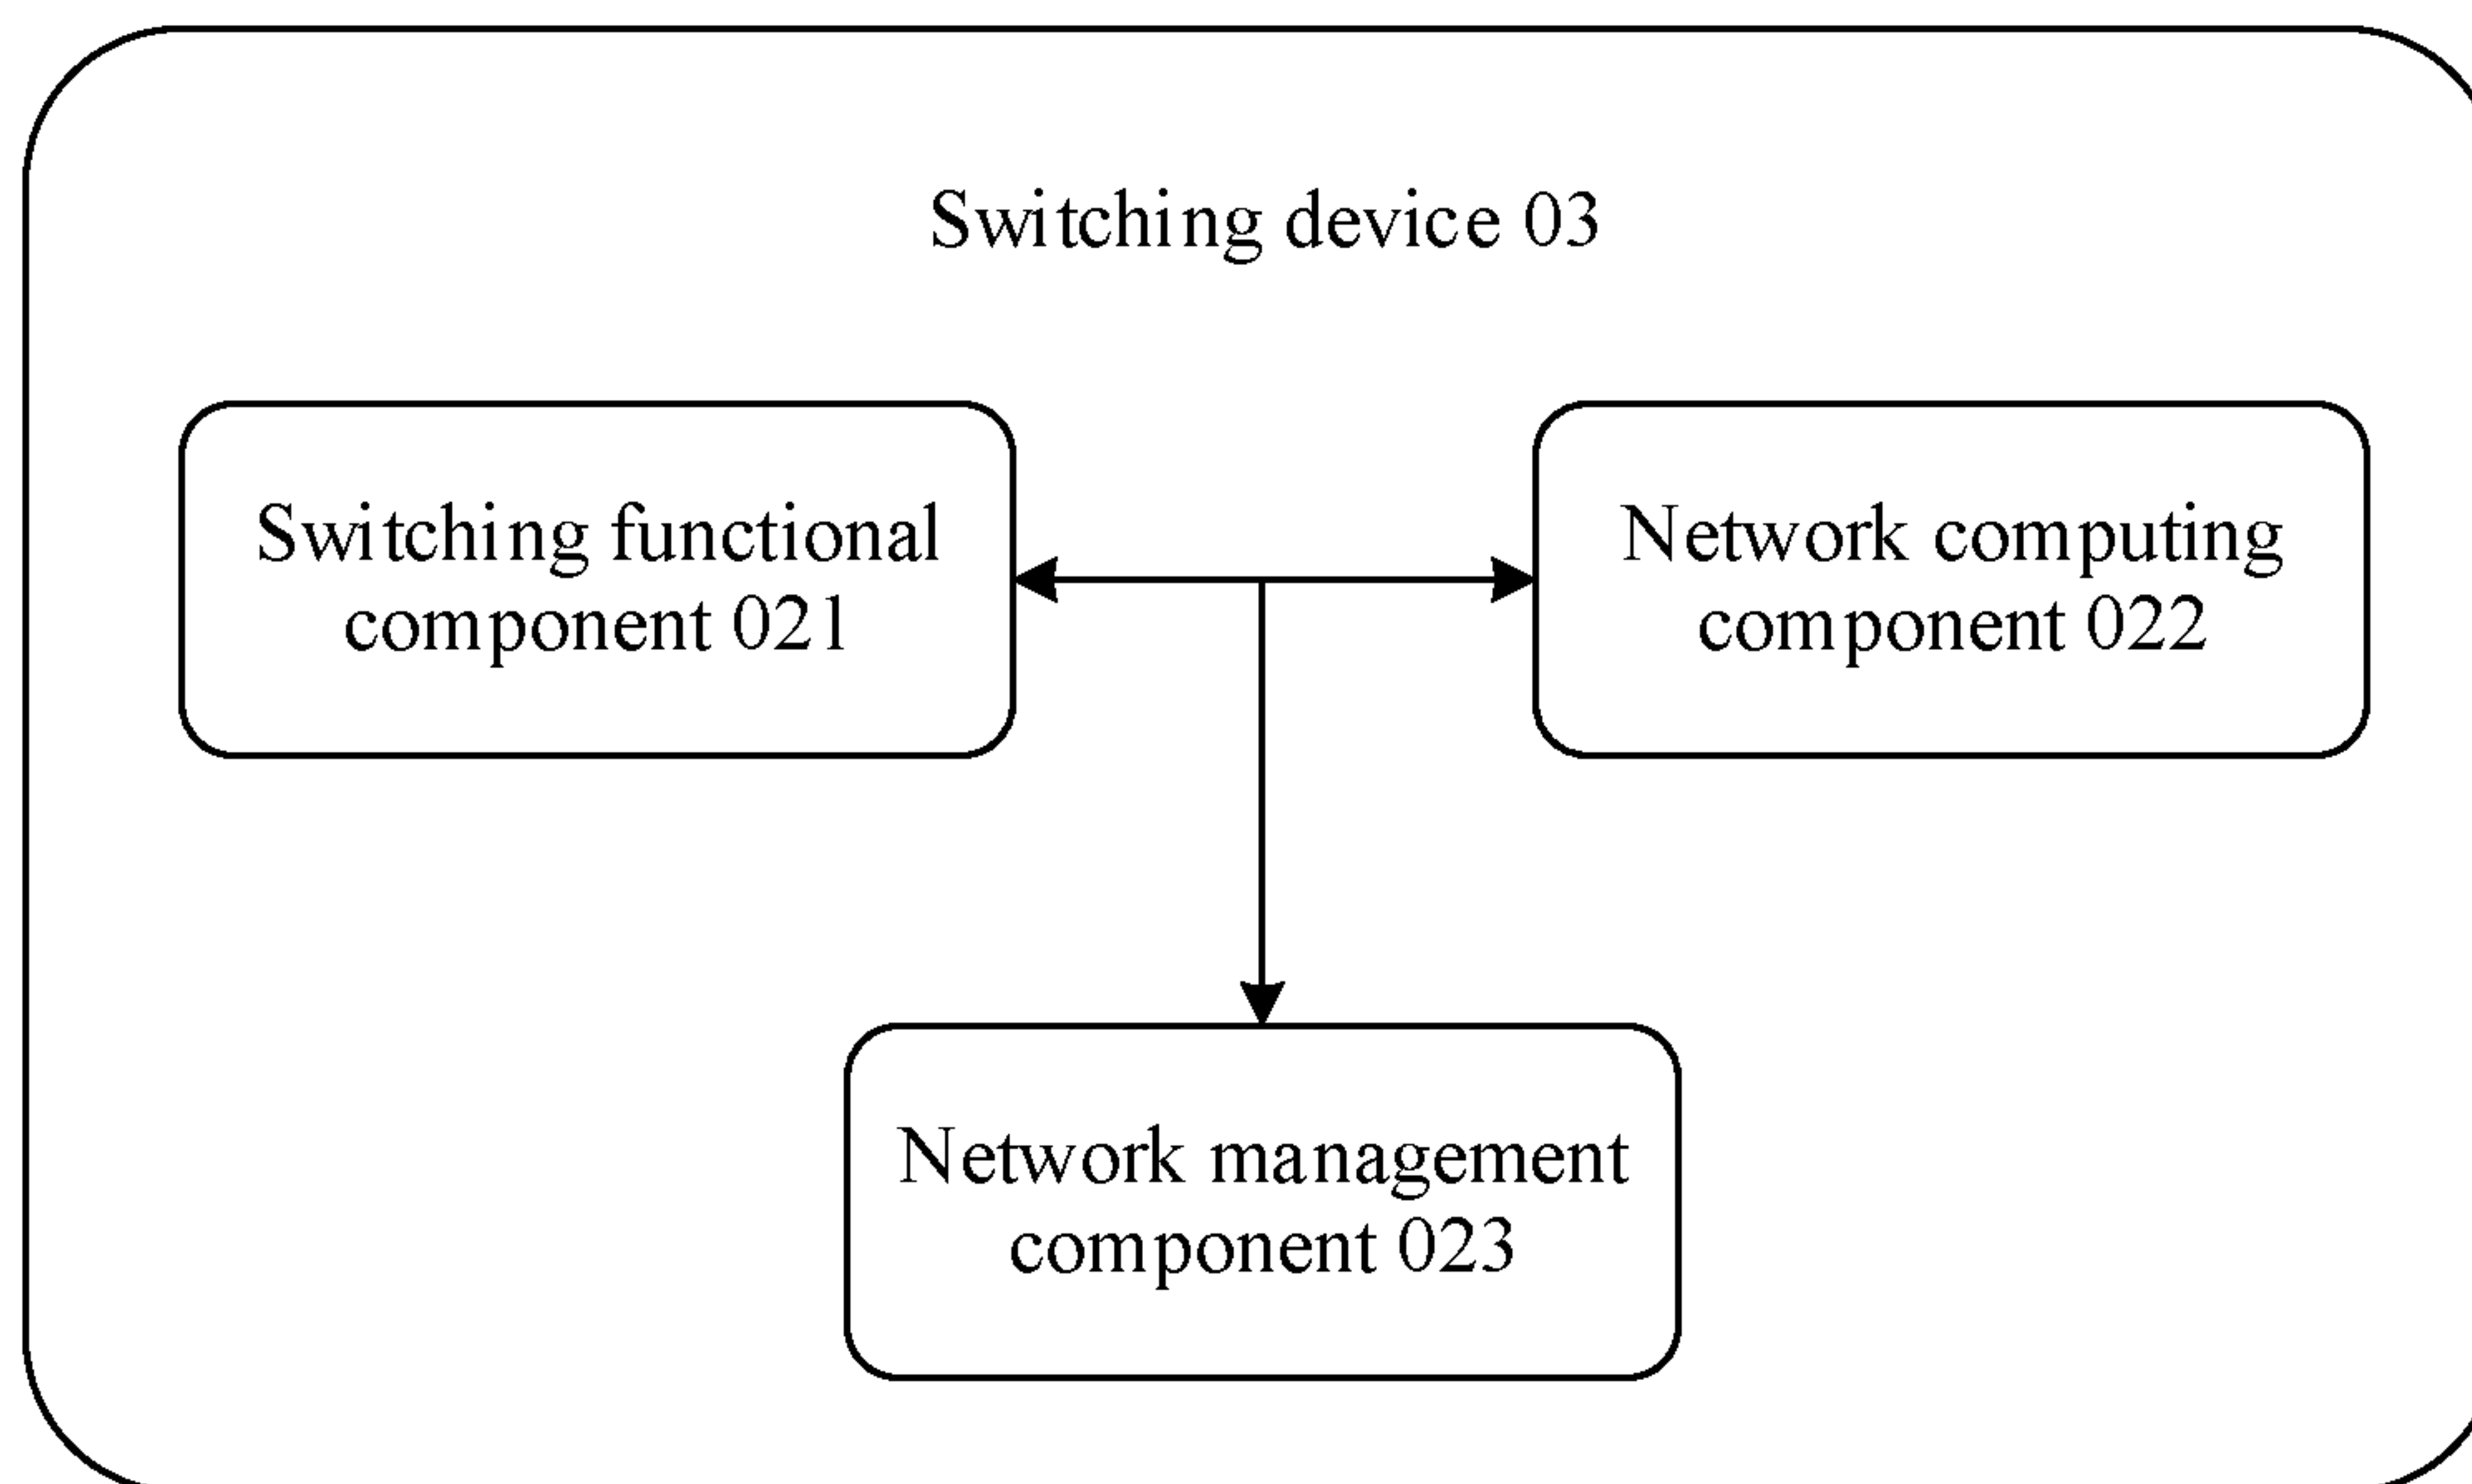 Switching device 03
Switching functional
component 021
Network computing
component 022
Network management
component 023